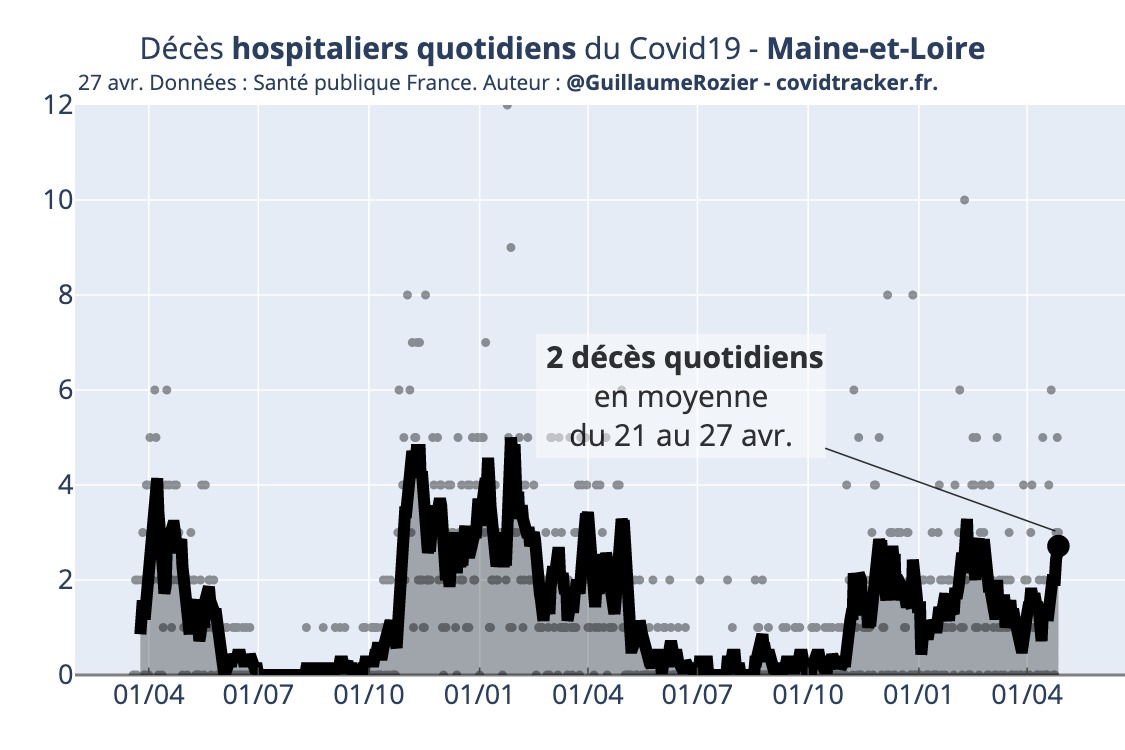 Décès hospitaliers quotidiens du Covid19 - Maine-et-Loire
27 avr. Données : Santé publique France. Auteur : @GuillaumeRozier - covidtracker.fr.
12
10
8
6
4
2
0
2 décès quotidiens
en moyenne
du 21 au 27 avr.
01/04 01/07 01/10 01/01 01/04 01/07 01/10 01/01 01/04